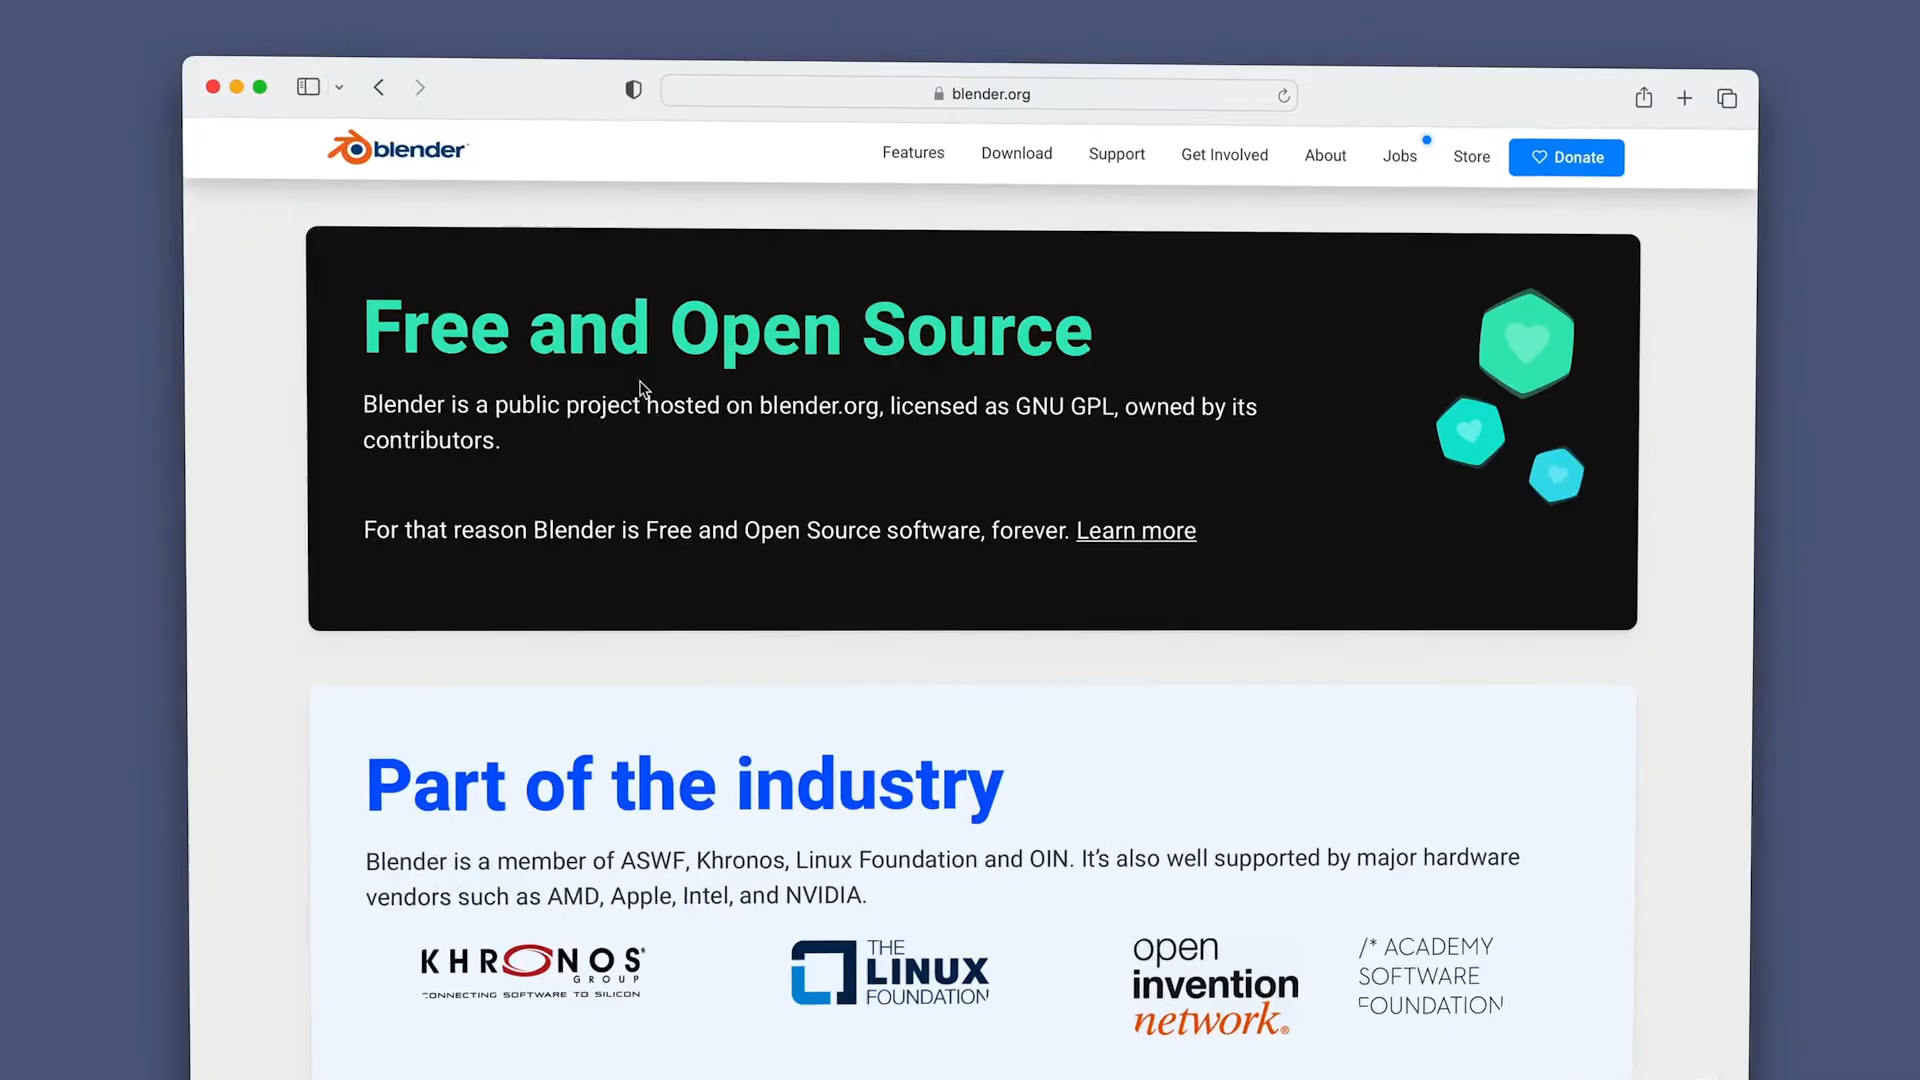 blender.org
blender
Features Download Support Get Involved About Jobs Store Donate
Free and Open Source
Blender is a public project hosted on blender.org, licensed as GNU GPL, owned by its
contributors.
For that reason Blender is Free and Open Source software, forever. Learn more
Part of the industry
Blender is a member of ASWF, Khronos, Linux Foundation and OIN. It’s also well supported by major hardware
vendors such as AMD, Apple, Intel, and NVIDIA.
KHRONOS®
GROUP
CONNECTING SOFTWARE TO SILICON
THE
LINUX
FOUNDATION
open
invention
network®
/* ACADEMY
SOFTWARE
FOUNDATION